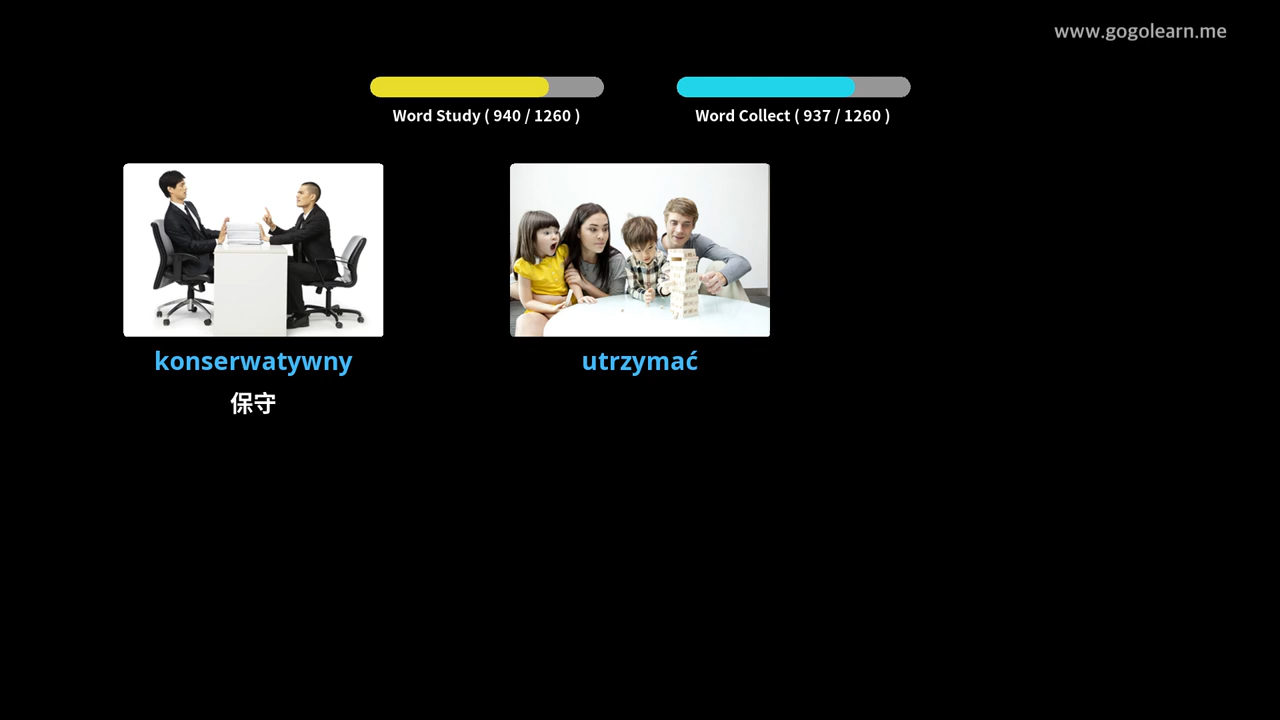 www.gogolearn.me
Word Study ( 940 / 1260 )
Word Collect ( 937 / 1260 )
konserwatywny
utrzymać
保守